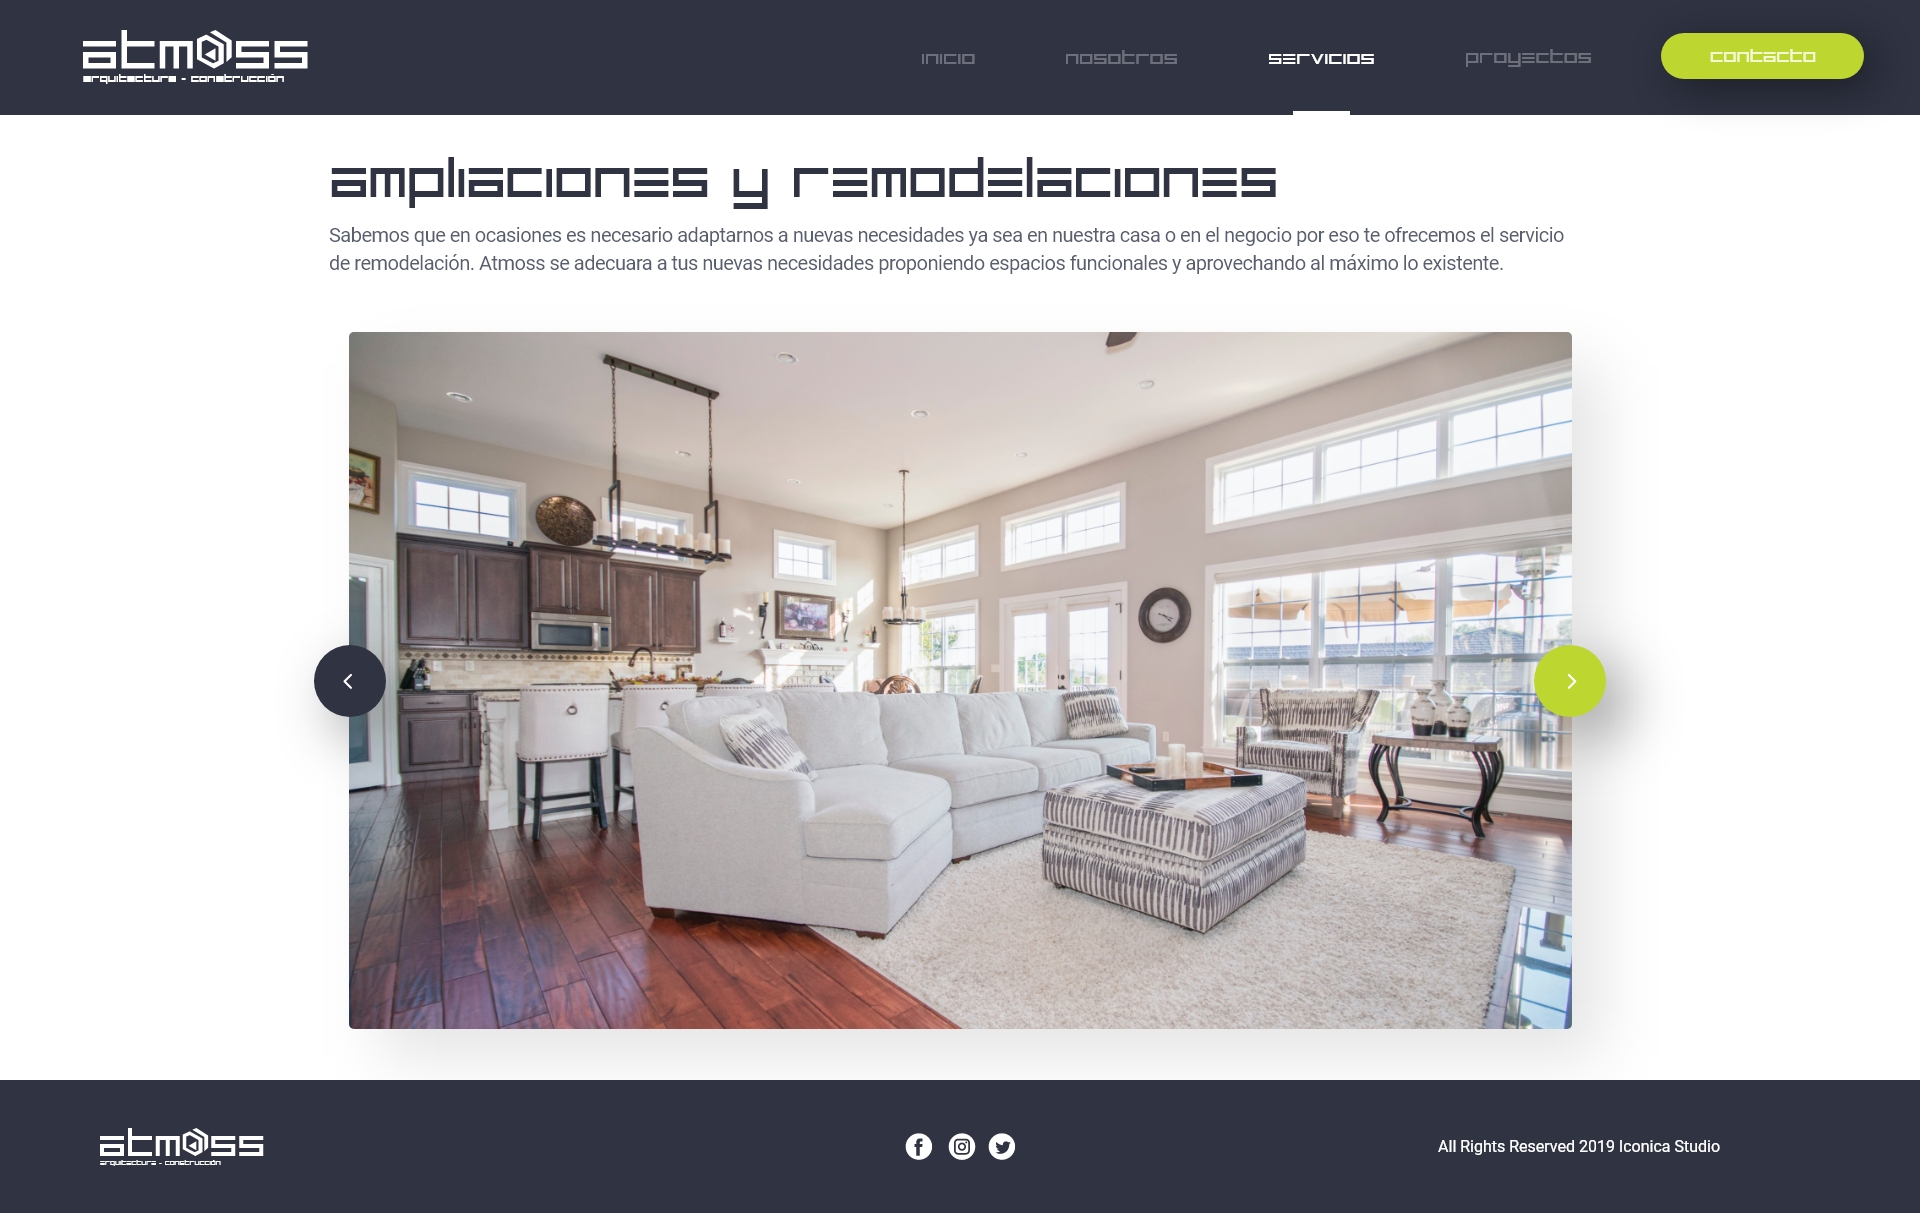 atmoss
arquitectura - construcción
inicio
nosotros
servicios
proyectos
contacto
ampliaciones y remodelaciones
Sabemos que en ocasiones es necesario adaptarnos a nuevas necesidades ya sea en nuestra casa o en el negocio por eso te ofrecemos el servicio
de remodelación. Atmoss se adecuara a tus nuevas necesidades proponiendo espacios funcionales y aprovechando al máximo lo existente.
atmoss
arquitectura - construcción
All Rights Reserved 2019 Iconica Studio